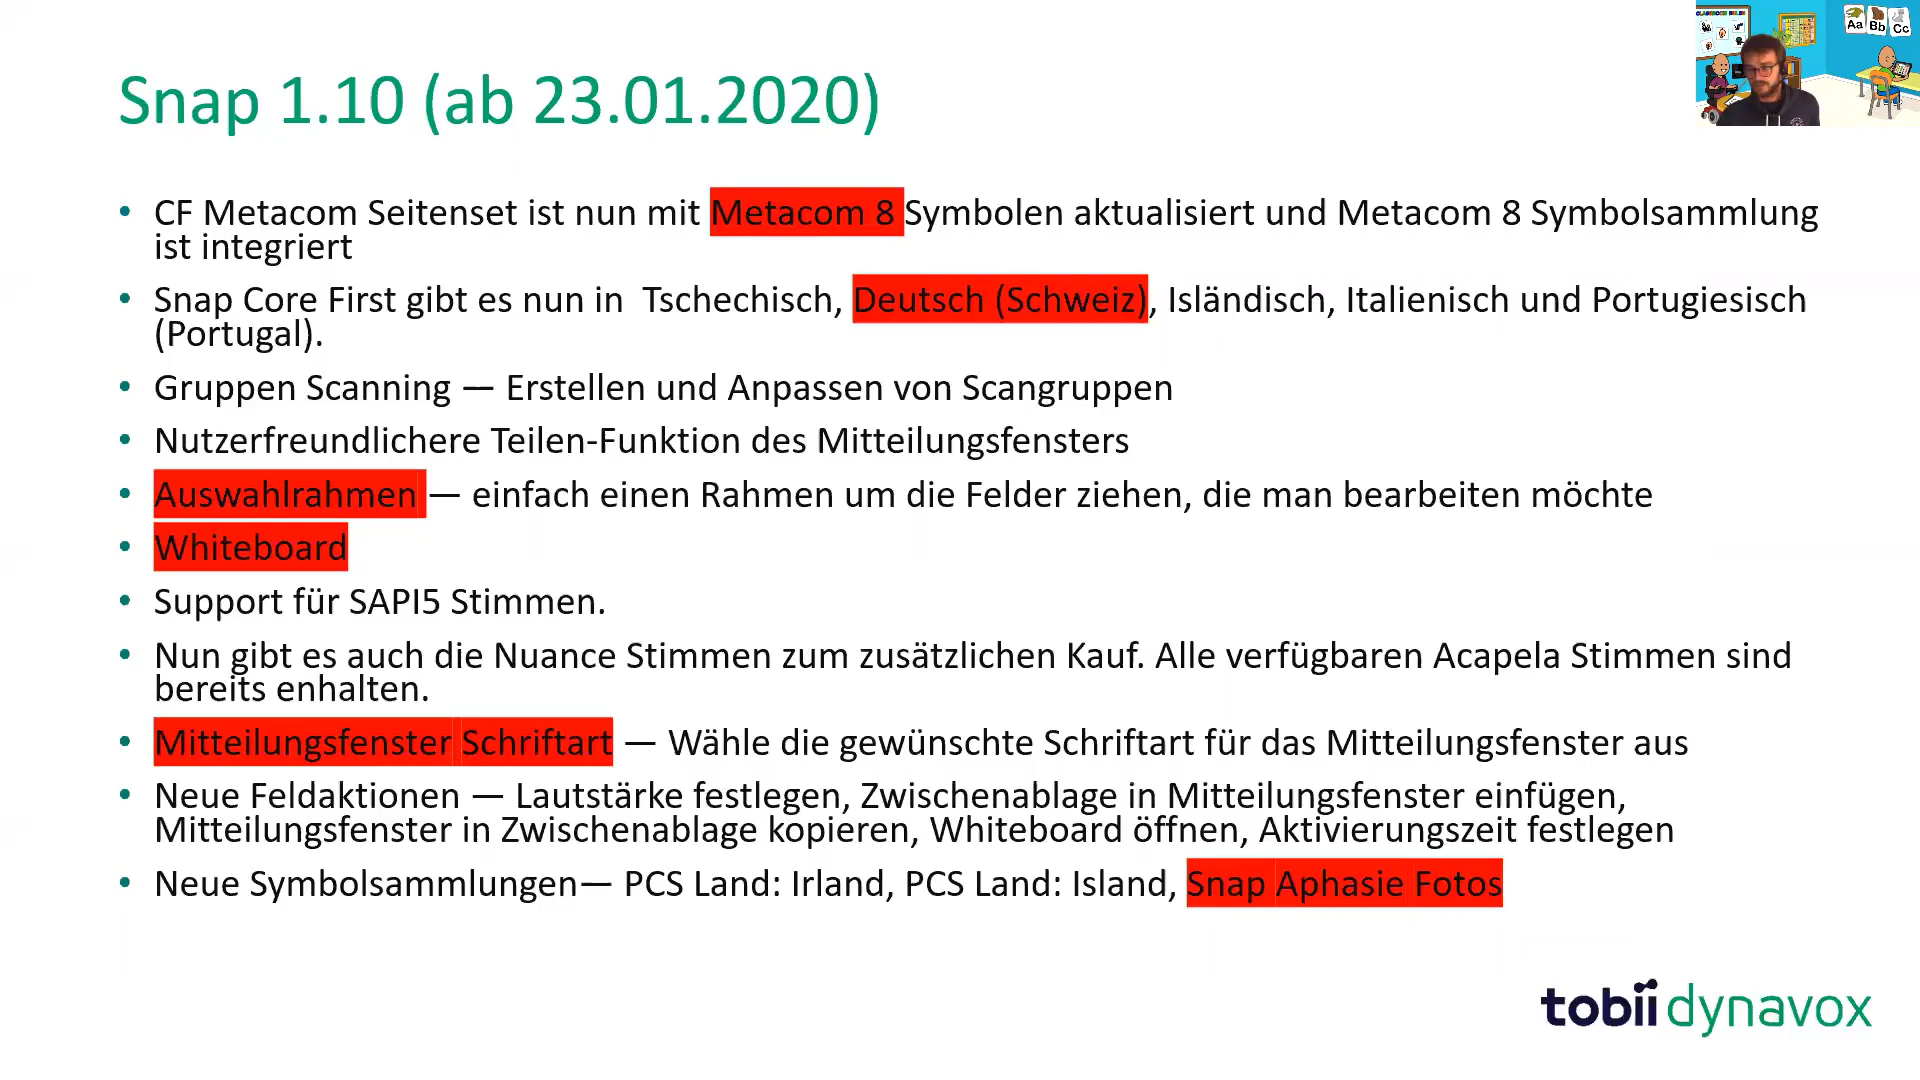 Snap 1.10 (ab 23.01.2020)
Aa Bb Cc
• CF Metacom Seitenset ist nun mit Metacom 8 Symbolen aktualisiert und Metacom 8 Symbolsammlung
ist integriert
• Snap Core First gibt es nun in  Tschechisch, Deutsch (Schweiz), Isländisch, Italienisch und Portugiesisch
(Portugal).
• Gruppen Scanning — Erstellen und Anpassen von Scangruppen
• Nutzerfreundlichere Teilen-Funktion des Mitteilungsfensters
• Auswahlrahmen — einfach einen Rahmen um die Felder ziehen, die man bearbeiten möchte
• Whiteboard
• Support für SAPI5 Stimmen.
• Nun gibt es auch die Nuance Stimmen zum zusätzlichen Kauf. Alle verfügbaren Acapela Stimmen sind
bereits enhalten.
• Mitteilungsfenster Schriftart — Wähle die gewünschte Schriftart für das Mitteilungsfenster aus
• Neue Feldaktionen — Lautstärke festlegen, Zwischenablage in Mitteilungsfenster einfügen,
Mitteilungsfenster in Zwischenablage kopieren, Whiteboard öffnen, Aktivierungszeit festlegen
• Neue Symbolsammlungen— PCS Land: Irland, PCS Land: Island, Snap Aphasie Fotos
tobii dynavox